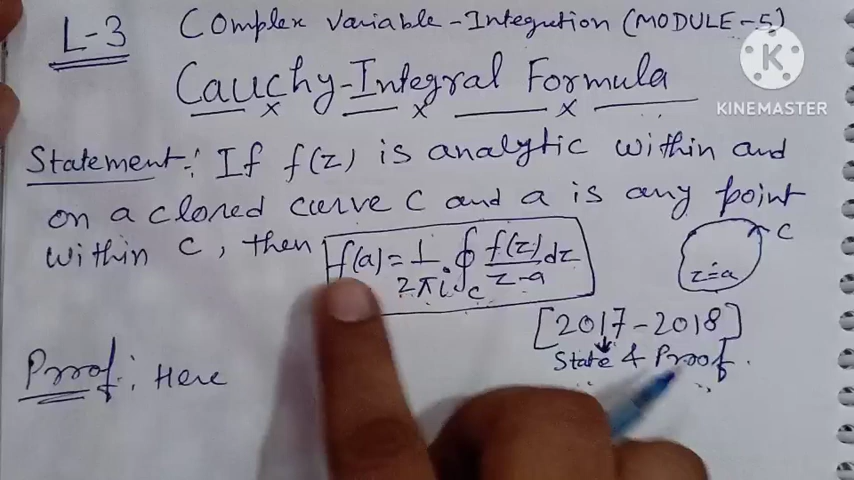 L-3
Complex Variable-Integration (MODULE-5)
Cauchy-Integral Formula
K
KINEMASTER
Statement: If f(z) is analytic within and
on a closed curve C and a is any point
within C, then f(a) = 1/2πi ∮_C f(z)/z-a dz
C
z=a
[2017-2018]
State & Proof.
Proof: Here